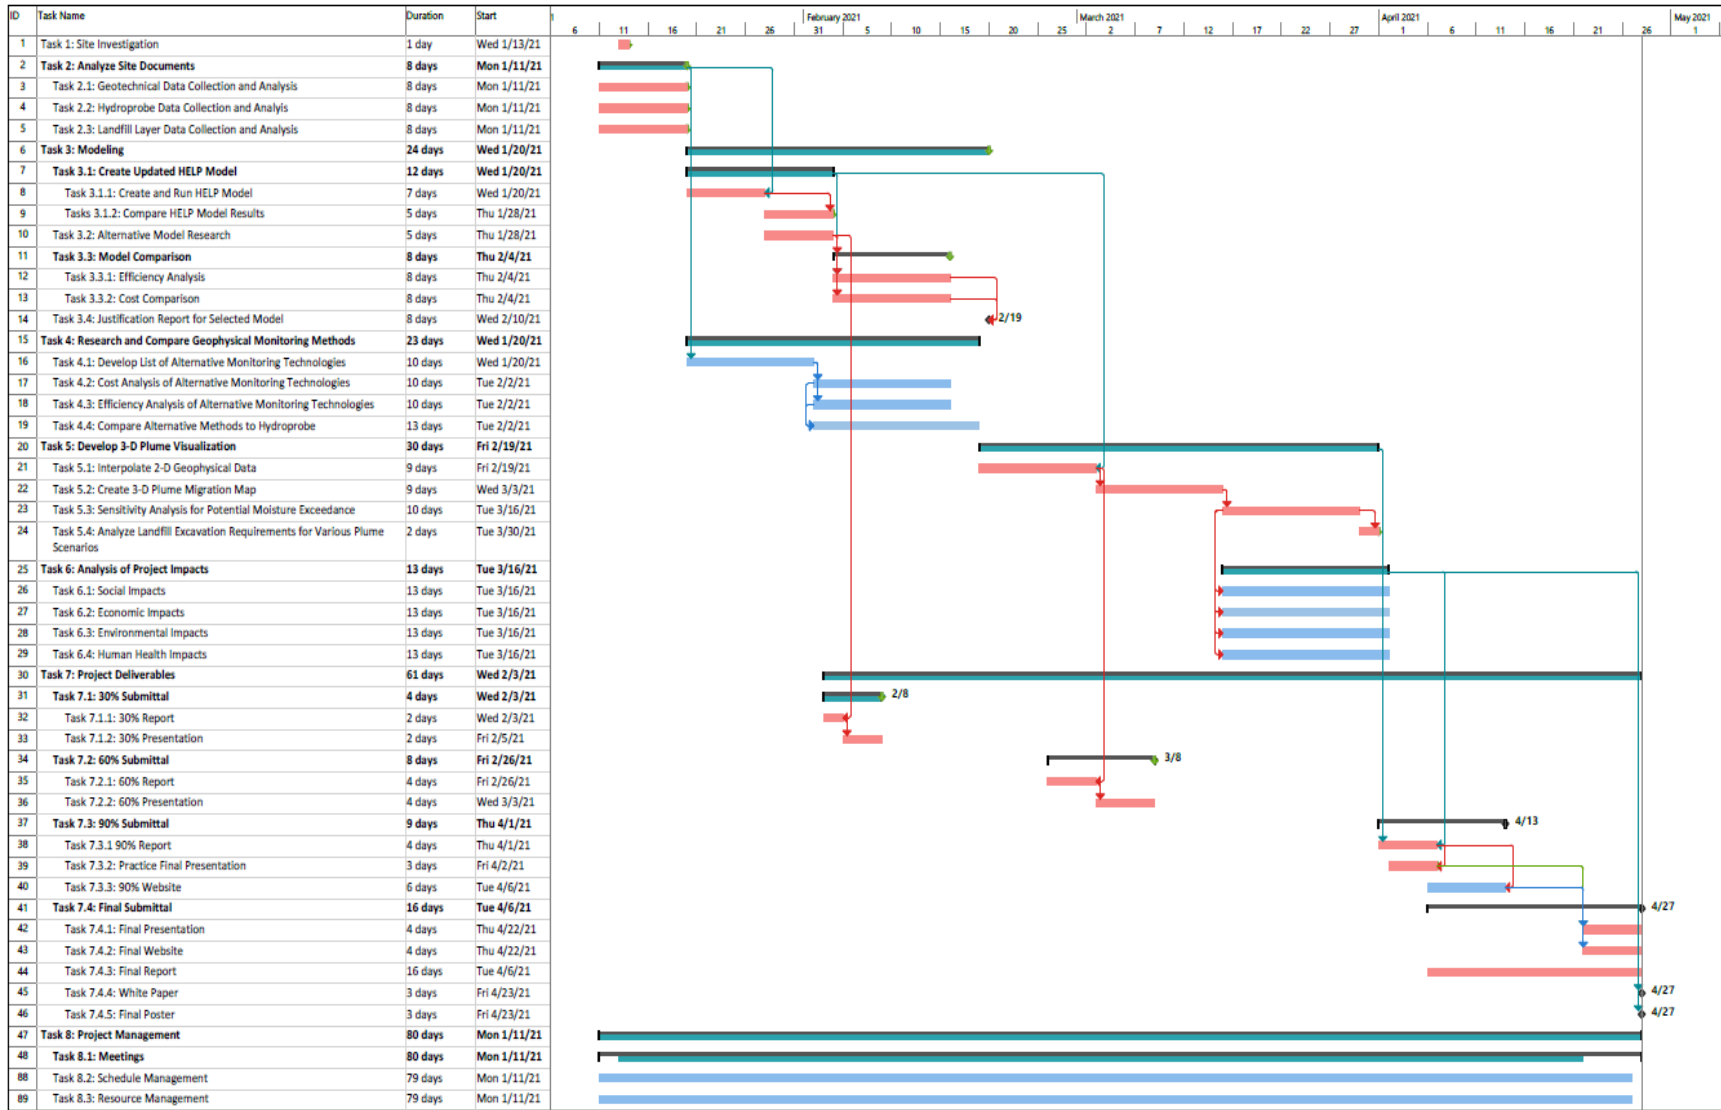 ID Task Name Duration Start 1 February 2021 March 2021 April 2021 May 2021
6 11 16 21 26 31 5 10 15 20 25 2 7 12 17 22 27 1 6 11 16 21 26 1
1 Task 1: Site Investigation 1 day Wed 1/13/21
2 Task 2: Analyze Site Documents 8 days Mon 1/11/21
3 Task 2.1: Geotechnical Data Collection and Analysis 8 days Mon 1/11/21
4 Task 2.2: Hydroprobe Data Collection and Analyis 8 days Mon 1/11/21
5 Task 2.3: Landfill Layer Data Collection and Analysis 8 days Mon 1/11/21
6 Task 3: Modeling 24 days Wed 1/20/21
7 Task 3.1: Create Updated HELP Model 12 days Wed 1/20/21
8 Task 3.1.1: Create and Run HELP Model 7 days Wed 1/20/21
9 Tasks 3.1.2: Compare HELP Model Results 5 days Thu 1/28/21
10 Task 3.2: Alternative Model Research 5 days Thu 1/28/21
11 Task 3.3: Model Comparison 8 days Thu 2/4/21
12 Task 3.3.1: Efficiency Analysis 8 days Thu 2/4/21
13 Task 3.3.2: Cost Comparison 8 days Thu 2/4/21
14 Task 3.4: Justification Report for Selected Model 8 days Wed 2/10/21 2/19
15 Task 4: Research and Compare Geophysical Monitoring Methods 23 days Wed 1/20/21
16 Task 4.1: Develop List of Alternative Monitoring Technologies 10 days Wed 1/20/21
17 Task 4.2: Cost Analysis of Alternative Monitoring Technologies 10 days Tue 2/2/21
18 Task 4.3: Efficiency Analysis of Alternative Monitoring Technologies 10 days Tue 2/2/21
19 Task 4.4: Compare Alternative Methods to Hydroprobe 13 days Tue 2/2/21
20 Task 5: Develop 3-D Plume Visualization 30 days Fri 2/19/21
21 Task 5.1: Interpolate 2-D Geophysical Data 9 days Fri 2/19/21
22 Task 5.2: Create 3-D Plume Migration Map 9 days Wed 3/3/21
23 Task 5.3: Sensitivity Analysis for Potential Moisture Exceedance 10 days Tue 3/16/21
24 Task 5.4: Analyze Landfill Excavation Requirements for Various Plume 2 days Tue 3/30/21
Scenarios
25 Task 6: Analysis of Project Impacts 13 days Tue 3/16/21
26 Task 6.1: Social Impacts 13 days Tue 3/16/21
27 Task 6.2: Economic Impacts 13 days Tue 3/16/21
28 Task 6.3: Environmental Impacts 13 days Tue 3/16/21
29 Task 6.4: Human Health Impacts 13 days Tue 3/16/21
30 Task 7: Project Deliverables 61 days Wed 2/3/21
31 Task 7.1: 30% Submittal 4 days Wed 2/3/21 2/8
32 Task 7.1.1: 30% Report 2 days Wed 2/3/21
33 Task 7.1.2: 30% Presentation 2 days Fri 2/5/21
34 Task 7.2: 60% Submittal 8 days Fri 2/26/21 3/8
35 Task 7.2.1: 60% Report 4 days Fri 2/26/21
36 Task 7.2.2: 60% Presentation 4 days Wed 3/3/21
37 Task 7.3: 90% Submittal 9 days Thu 4/1/21 4/13
38 Task 7.3.1 90% Report 4 days Thu 4/1/21
39 Task 7.3.2: Practice Final Presentation 3 days Fri 4/2/21
40 Task 7.3.3: 90% Website 6 days Tue 4/6/21
41 Task 7.4: Final Submittal 16 days Tue 4/6/21 4/27
42 Task 7.4.1: Final Presentation 4 days Thu 4/22/21
43 Task 7.4.2: Final Website 4 days Thu 4/22/21
44 Task 7.4.3: Final Report 16 days Tue 4/6/21
45 Task 7.4.4: White Paper 3 days Fri 4/23/21 4/27
46 Task 7.4.5: Final Poster 3 days Fri 4/23/21 4/27
47 Task 8: Project Management 80 days Mon 1/11/21
48 Task 8.1: Meetings 80 days Mon 1/11/21
88 Task 8.2: Schedule Management 79 days Mon 1/11/21
89 Task 8.3: Resource Management 79 days Mon 1/11/21